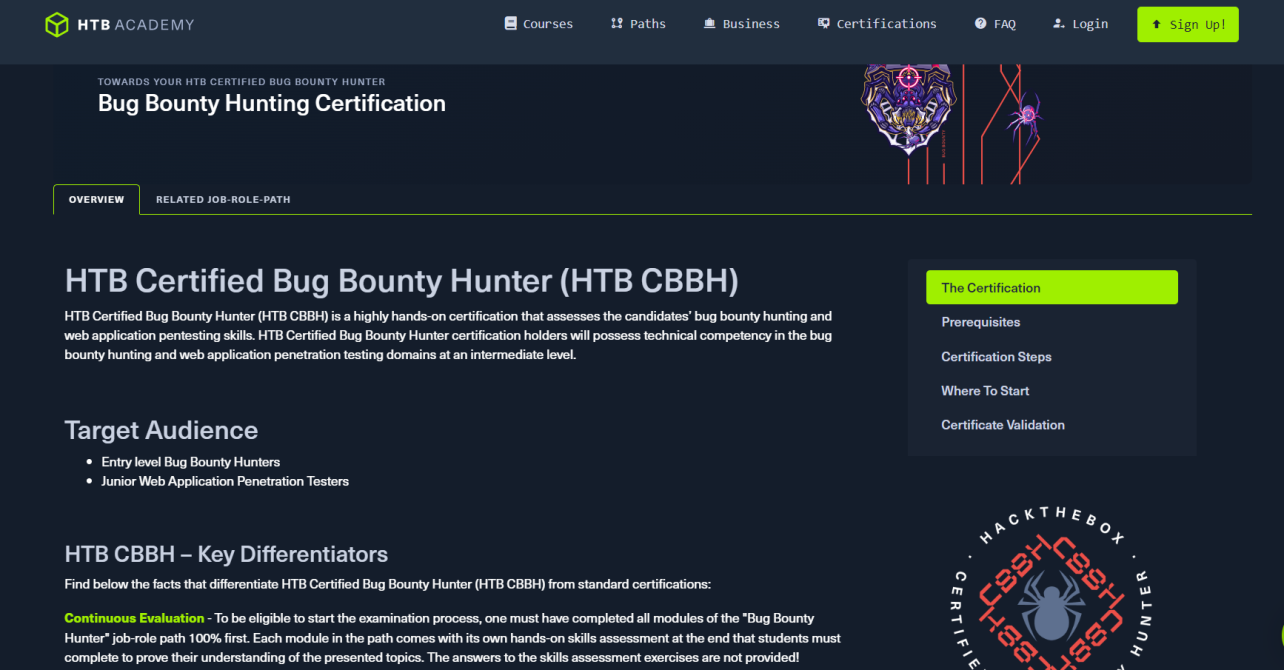 HTB ACADEMY
Courses
Paths
Business
Certifications
FAQ
Login
Sign Up!
TOWARDS YOUR HTB CERTIFIED BUG BOUNTY HUNTER
Bug Bounty Hunting Certification
BUG BOUNTY
OVERVIEW
RELATED JOB-ROLE-PATH
HTB Certified Bug Bounty Hunter (HTB CBBH)
HTB Certified Bug Bounty Hunter (HTB CBBH) is a highly hands-on certification that assesses the candidates' bug bounty hunting and
web application pentesting skills. HTB Certified Bug Bounty Hunter certification holders will possess technical competency in the bug
bounty hunting and web application penetration testing domains at an intermediate level.
Target Audience
Entry level Bug Bounty Hunters
Junior Web Application Penetration Testers
HTB CBBH – Key Differentiators
Find below the facts that differentiate HTB Certified Bug Bounty Hunter (HTB CBBH) from standard certifications:
Continuous Evaluation - To be eligible to start the examination process, one must have completed all modules of the "Bug Bounty
Hunter" job-role path 100% first. Each module in the path comes with its own hands-on skills assessment at the end that students must
complete to prove their understanding of the presented topics. The answers to the skills assessment exercises are not provided!
The Certification
Prerequisites
Certification Steps
Where To Start
Certificate Validation
HACKTHEBOX
CBBH CBBH
CBBH CBBH
HUNTER